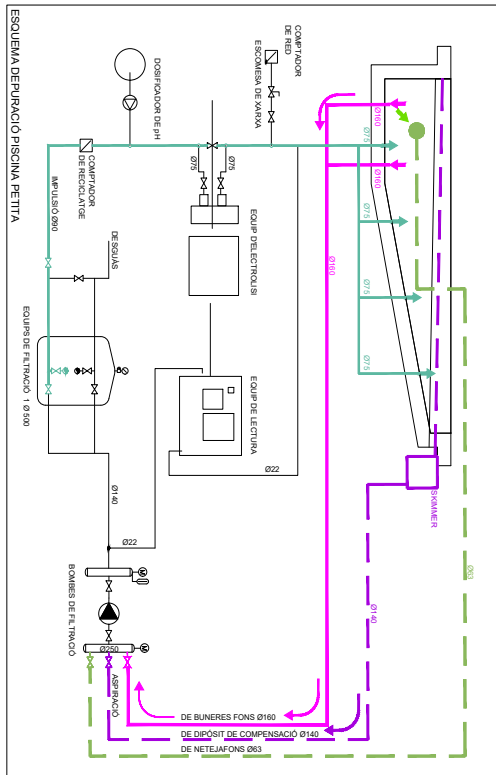 ESQUEMA DEPURACIÓ PISCINA PETITA
COMPTADOR
DE RED
ESCOMESA DE XARXA
DOSIFICADOR DE pH
COMPTADOR
DE RECICLATGE
IMPULSIÓ Ø90
Ø75
Ø75
EQUIP D'ELECTROLISI
DESGUÀS
EQUIPS DE FILTRACIÓ 1 Ø 500
EQUIP DE LECTURA
Ø22
Ø140
Ø22
M
M
BOMBES DE FILTRACIÓ
Ø250
ASPIRACIÓ
DE BUNERES FONS Ø160
DE DIPÓSIT DE COMPENSACIÓ Ø140
DE NETEJAFONS Ø63
Ø160
Ø75
Ø160
Ø75
Ø160
Ø75
Ø75
SKIMMER
Ø140
Ø63